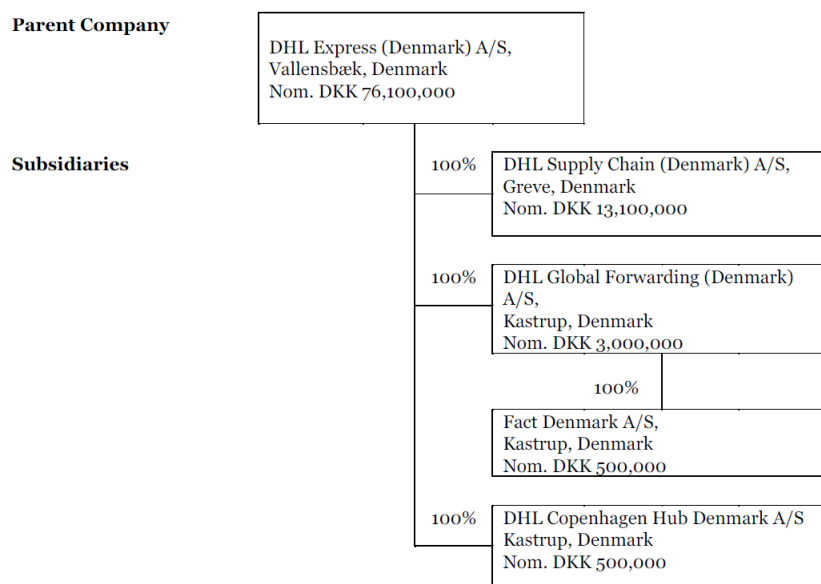 Parent Company
DHL Express (Denmark) A/S,
Vallensbæk, Denmark
Nom. DKK 76,100,000
Subsidiaries
100%
DHL Supply Chain (Denmark) A/S,
Greve, Denmark
Nom. DKK 13,100,000
100%
DHL Global Forwarding (Denmark)
A/S,
Kastrup, Denmark
Nom. DKK 3,000,000
100%
Fact Denmark A/S,
Kastrup, Denmark
Nom. DKK 500,000
100%
DHL Copenhagen Hub Denmark A/S
Kastrup, Denmark
Nom. DKK 500,000